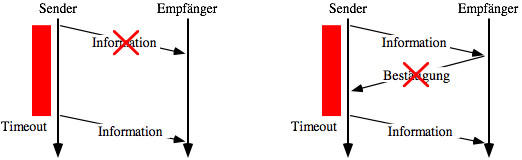 Sender Empfänger
Information
Timeout
Information
Sender Empfänger
Information
Bestätigung
Timeout
Information